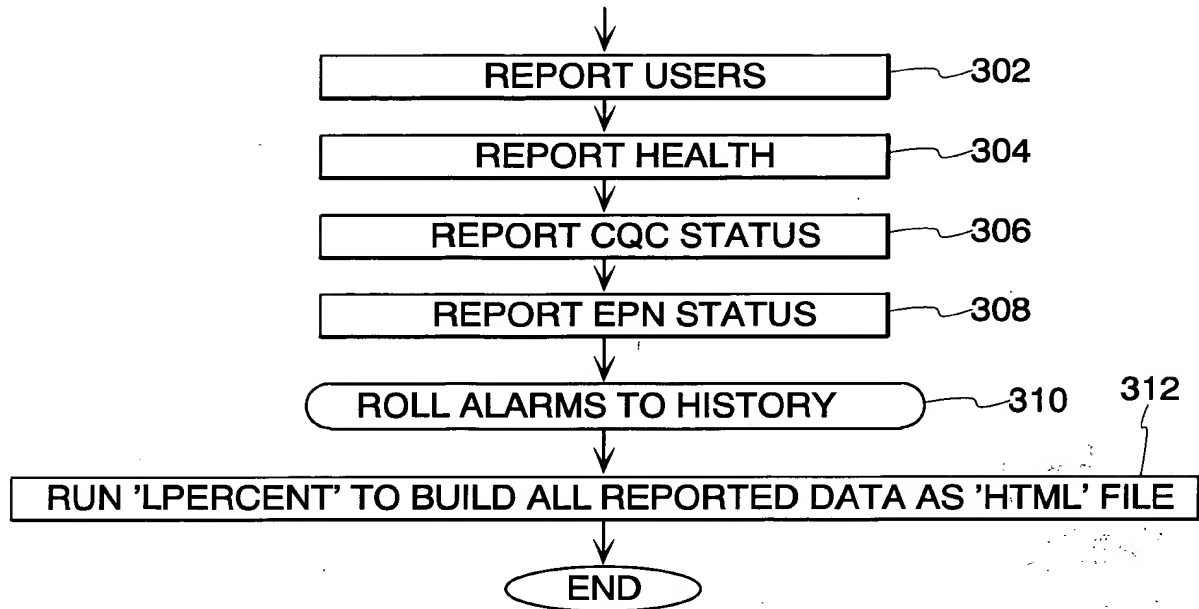 REPORT USERS 302
REPORT HEALTH 304
REPORT CQC STATUS 306
REPORT EPN STATUS 308
ROLL ALARMS TO HISTORY 310
312
RUN 'LPERCENT' TO BUILD ALL REPORTED DATA AS 'HTML' FILE
END